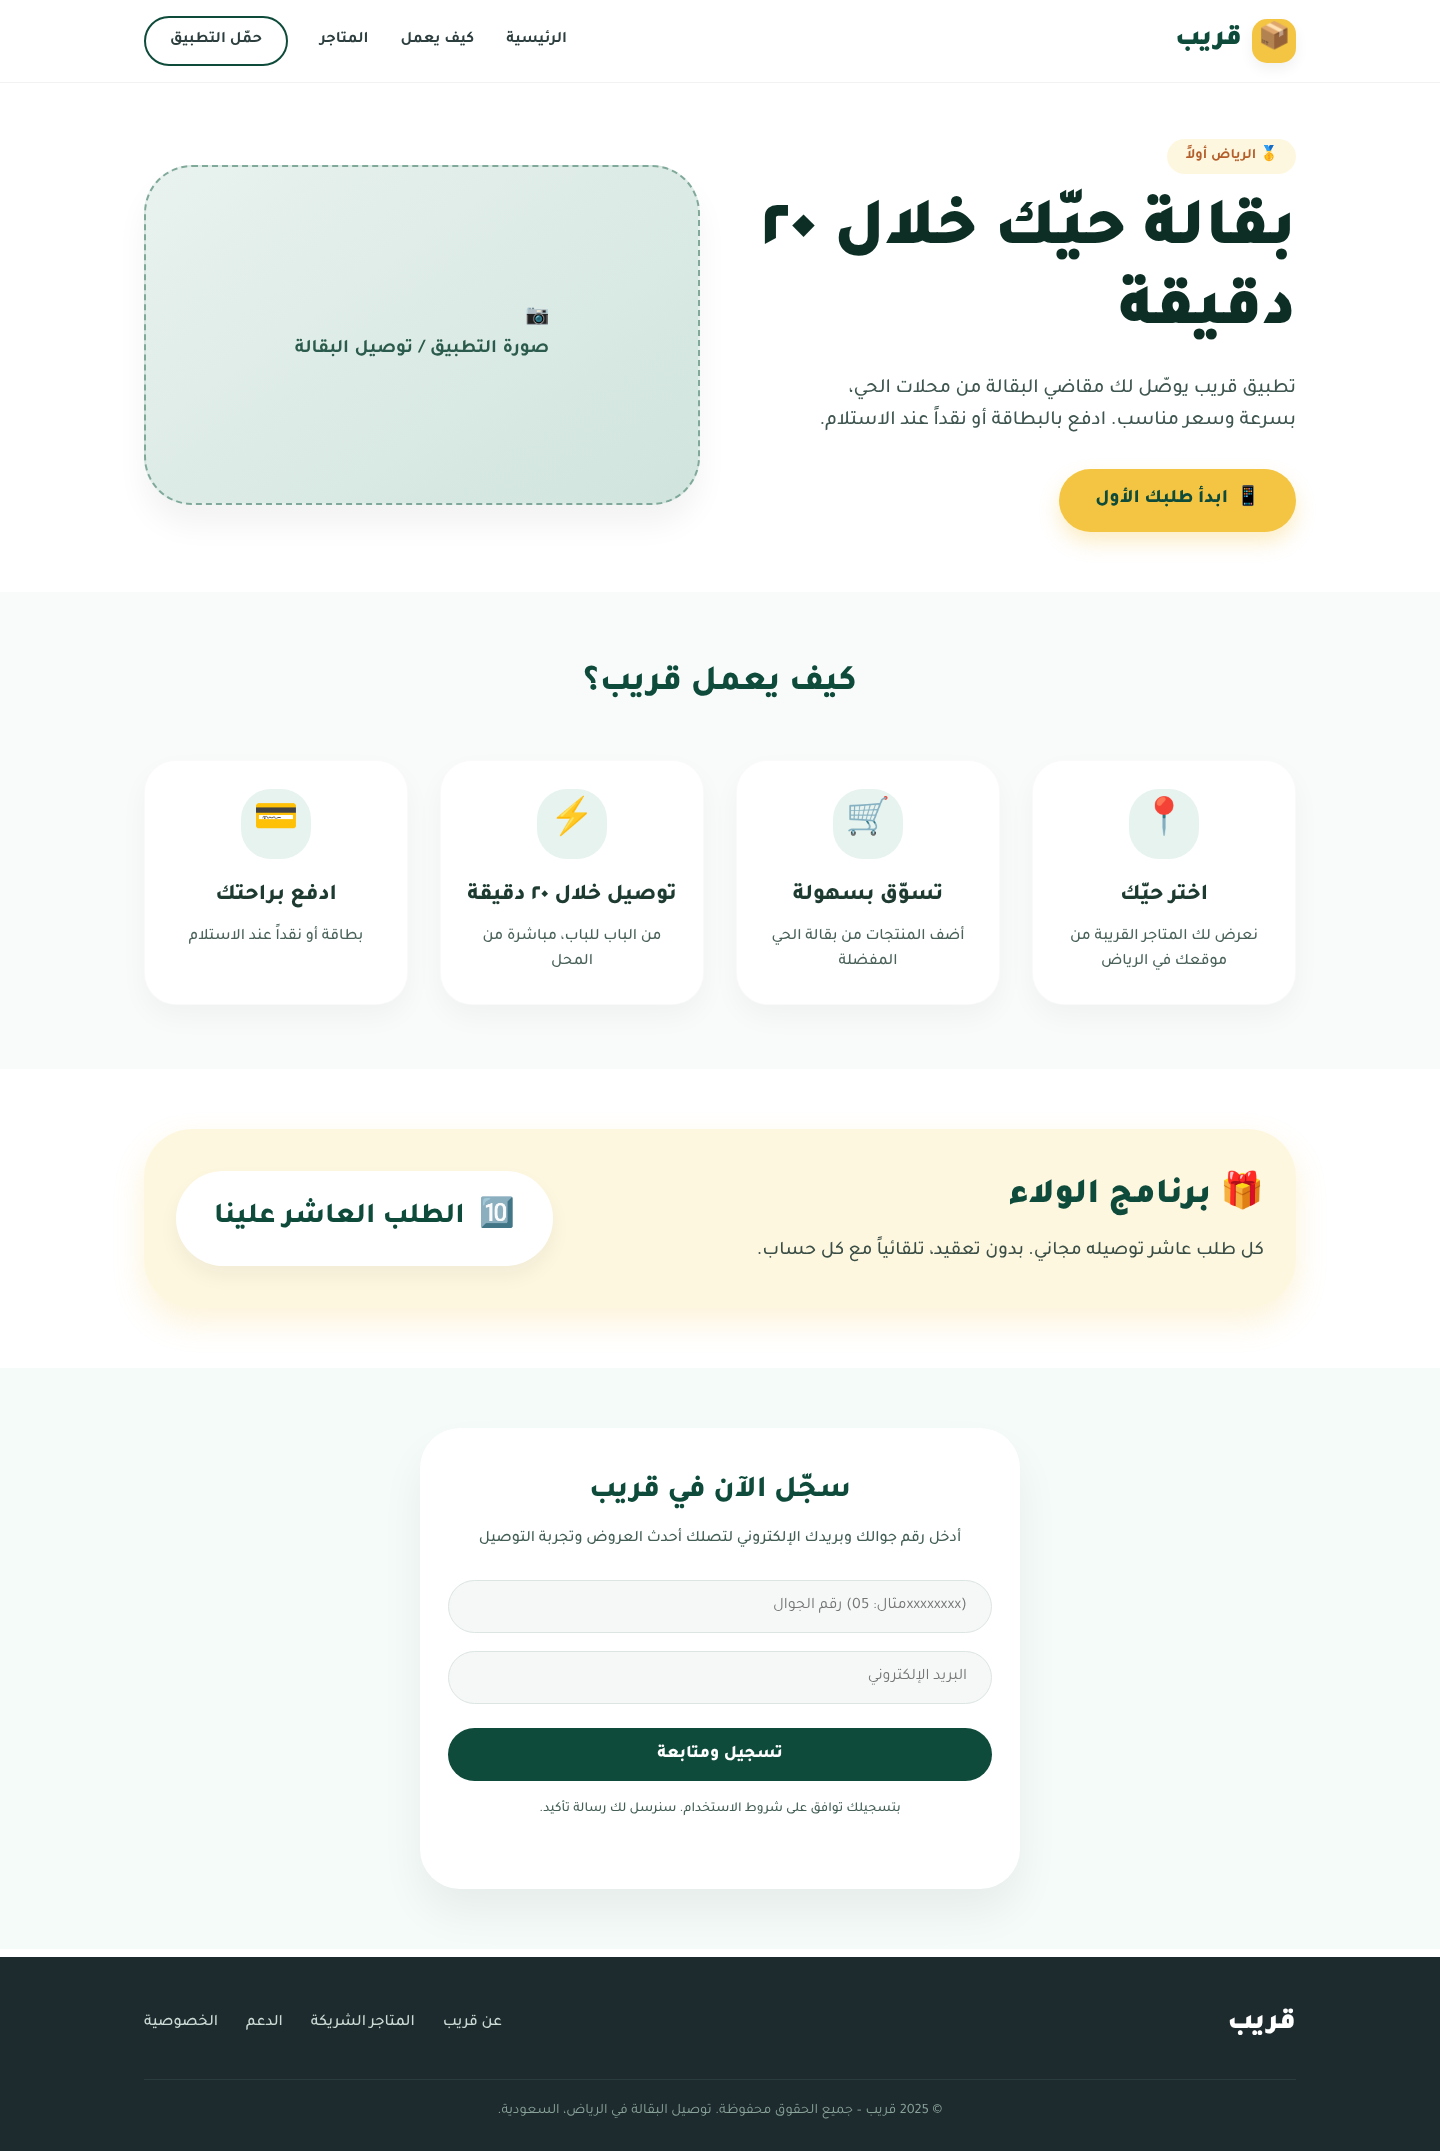 📦 قريب
الرئيسية
كيف يعمل
المتاجر
حمّل التطبيق
🥇 الرياض أولاً
بقالة حيّك خلال ٢٠
دقيقة
تطبيق قريب يوصّل لك مقاضي البقالة من محلات الحي،
بسرعة وسعر مناسب. ادفع بالبطاقة أو نقداً عند الاستلام.
📱 ابدأ طلبك الأول
📷
صورة التطبيق / توصيل البقالة
كيف يعمل قريب؟
📍
اختر حيّك
نعرض لك المتاجر القريبة من
موقعك في الرياض
🛒
تسوّق بسهولة
أضف المنتجات من بقالة الحي
المفضلة
⚡
توصيل خلال ٢٠ دقيقة
من الباب للباب، مباشرة من
المحل
💳
ادفع براحتك
بطاقة أو نقداً عند الاستلام
🎁 برنامج الولاء
كل طلب عاشر توصيله مجاني. بدون تعقيد، تلقائياً مع كل حساب.
🔟 الطلب العاشر علينا
سجّل الآن في قريب
أدخل رقم جوالك وبريدك الإلكتروني لتصلك أحدث العروض وتجربة التوصيل
رقم الجوال (مثال: 05xxxxxxxx)
البريد الإلكتروني
تسجيل ومتابعة
بتسجيلك توافق على شروط الاستخدام. سنرسل لك رسالة تأكيد.
قريب
عن قريب
المتاجر الشريكة
الدعم
الخصوصية
© 2025 قريب - جميع الحقوق محفوظة. توصيل البقالة في الرياض، السعودية.